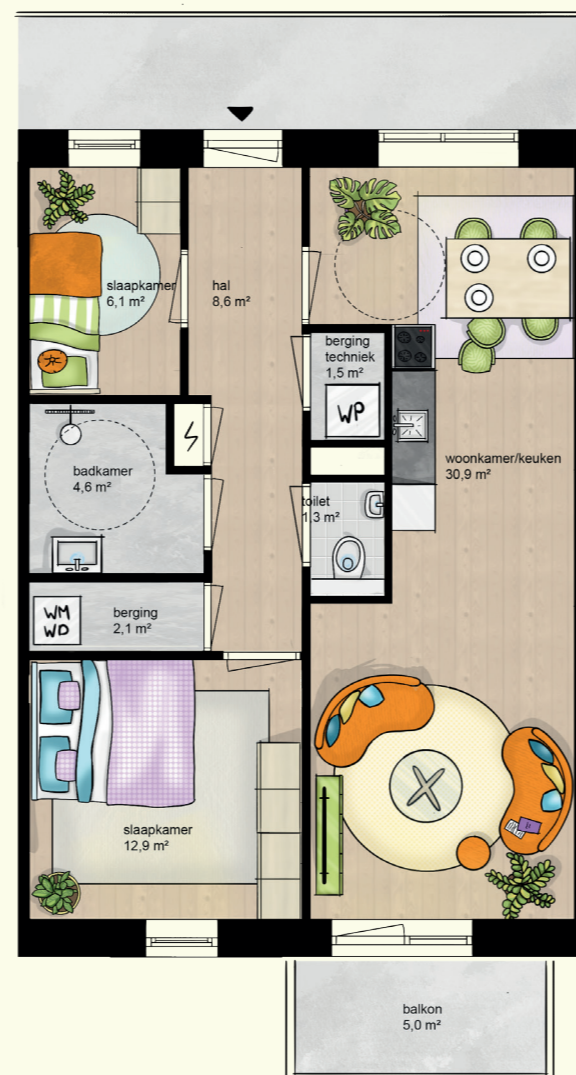 slaapkamer
6,1 m²
hal
8,6 m²
berging
techniek
1,5 m²
WP
woonkamer/keuken
30,9 m²
badkamer
4,6 m²
toilet
1,3 m²
WM
WD
berging
2,1 m²
slaapkamer
12,9 m²
balkon
5,0 m²